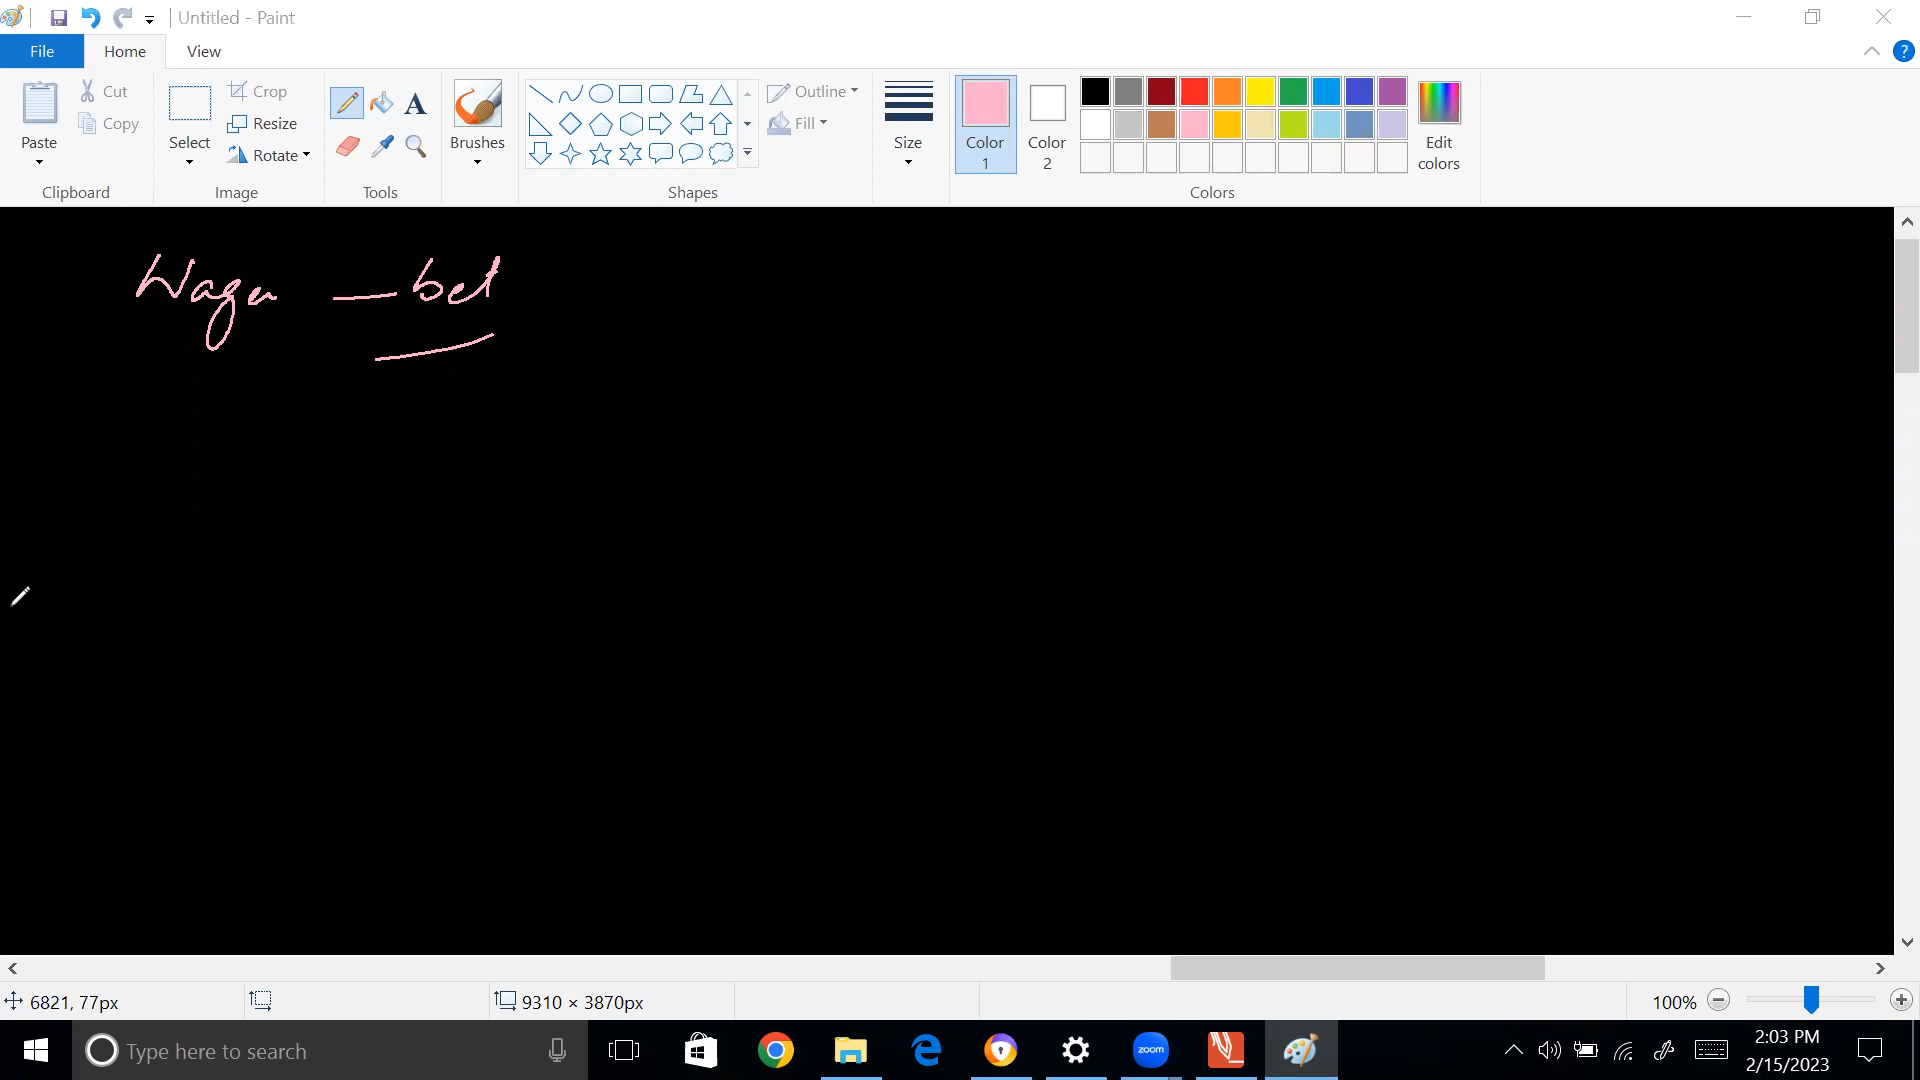 Untitled - Paint
File Home View ?
Paste Cut Copy Select Crop Resize Rotate A Brushes Outline Fill Size Color 1 Color 2 Edit colors
Clipboard Image Tools Shapes Colors
Wager — bet
6821, 77px 9310 × 3870px 100%
Type here to search zoom 2:03 PM
2/15/2023